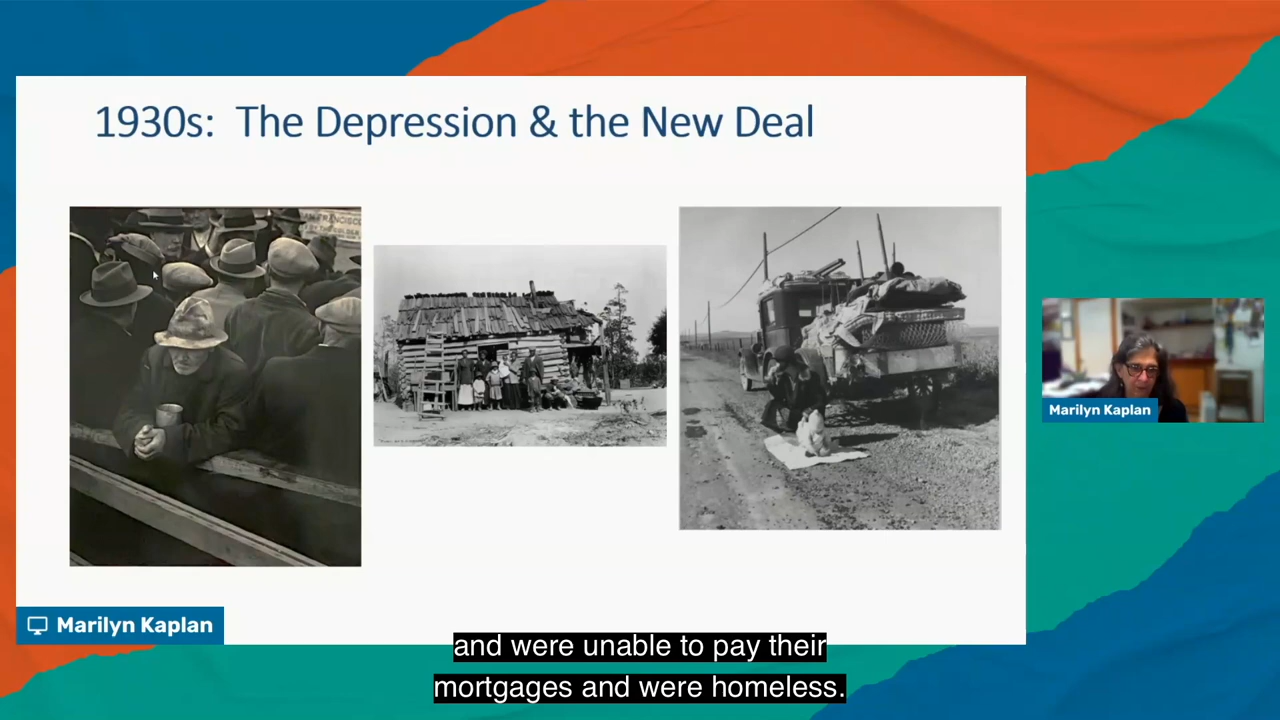 1930s: The Depression & the New Deal
Marilyn Kaplan
Marilyn Kaplan
and were unable to pay their
mortgages and were homeless.